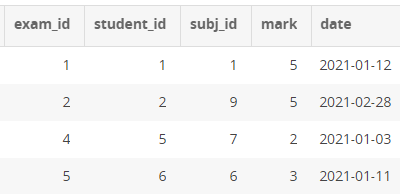 exam_id student_id subj_id mark date
1 1 1 5 2021-01-12
2 2 9 5 2021-02-28
4 5 7 2 2021-01-03
5 6 6 3 2021-01-11